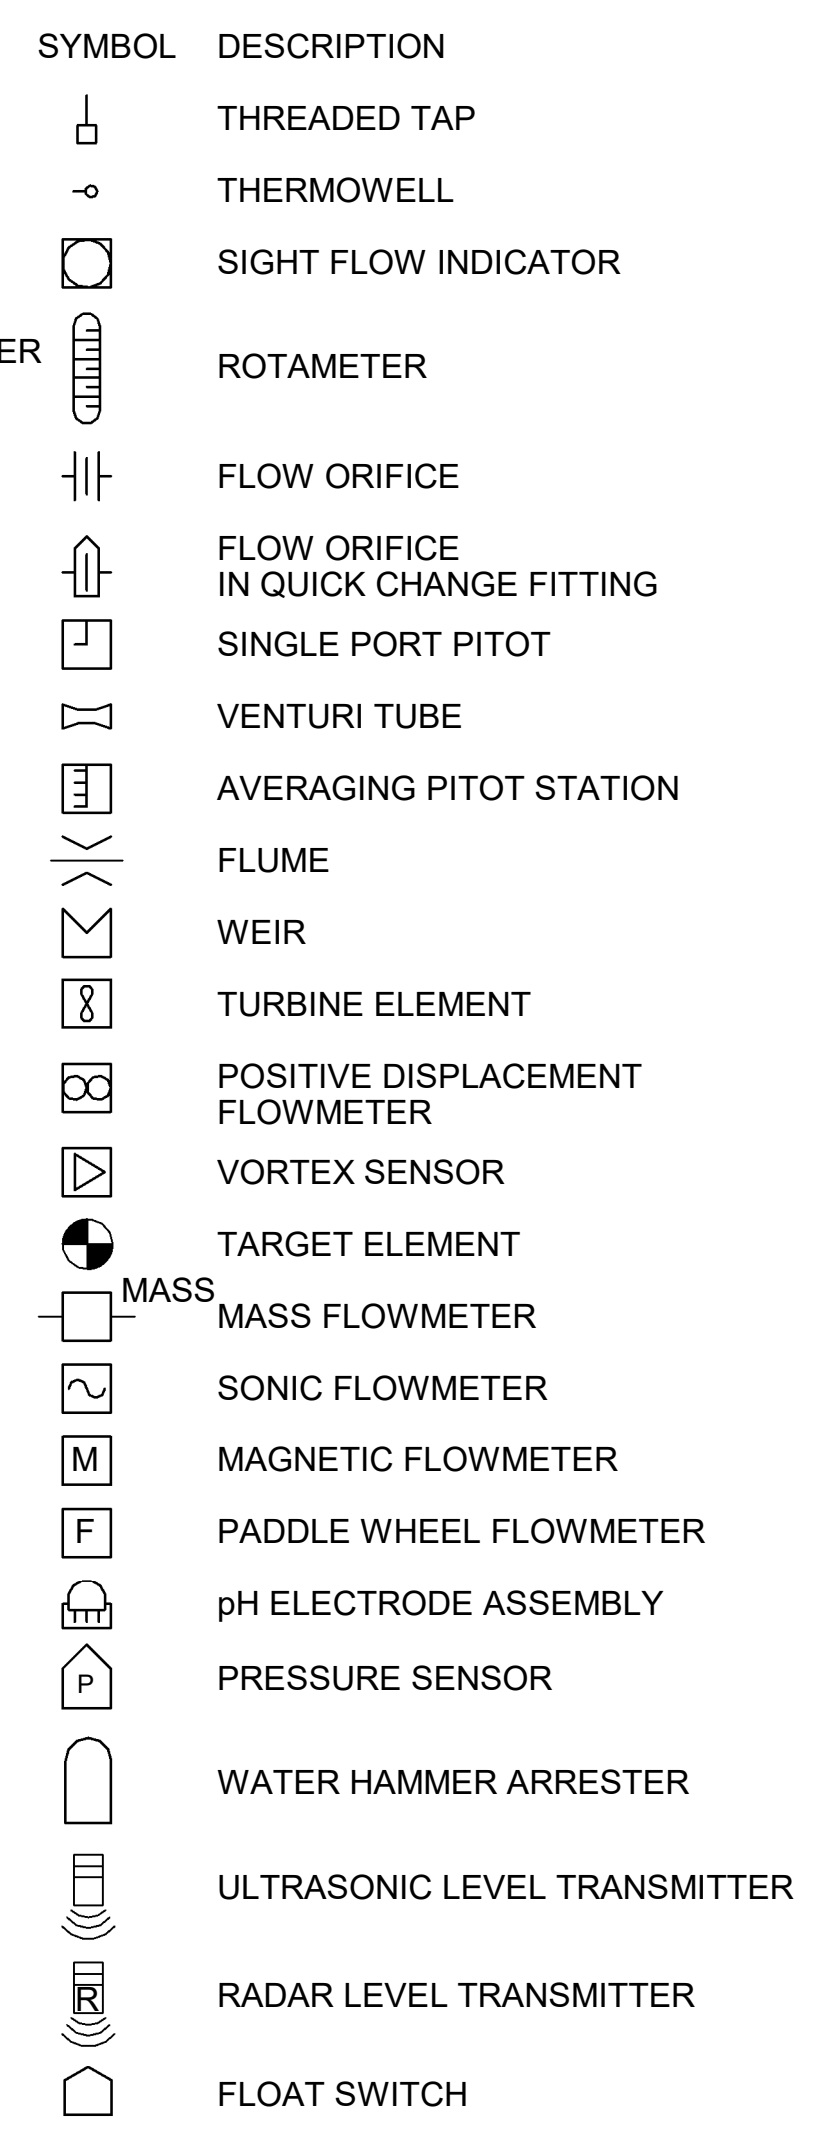 SYMBOL DESCRIPTION
THREADED TAP
THERMOWELL
SIGHT FLOW INDICATOR
ER ROTAMETER
FLOW ORIFICE
FLOW ORIFICE
IN QUICK CHANGE FITTING
SINGLE PORT PITOT
VENTURI TUBE
AVERAGING PITOT STATION
FLUME
WEIR
TURBINE ELEMENT
POSITIVE DISPLACEMENT
FLOWMETER
VORTEX SENSOR
TARGET ELEMENT
MASS
MASS FLOWMETER
SONIC FLOWMETER
M MAGNETIC FLOWMETER
F PADDLE WHEEL FLOWMETER
pH ELECTRODE ASSEMBLY
P PRESSURE SENSOR
WATER HAMMER ARRESTER
ULTRASONIC LEVEL TRANSMITTER
R RADAR LEVEL TRANSMITTER
FLOAT SWITCH